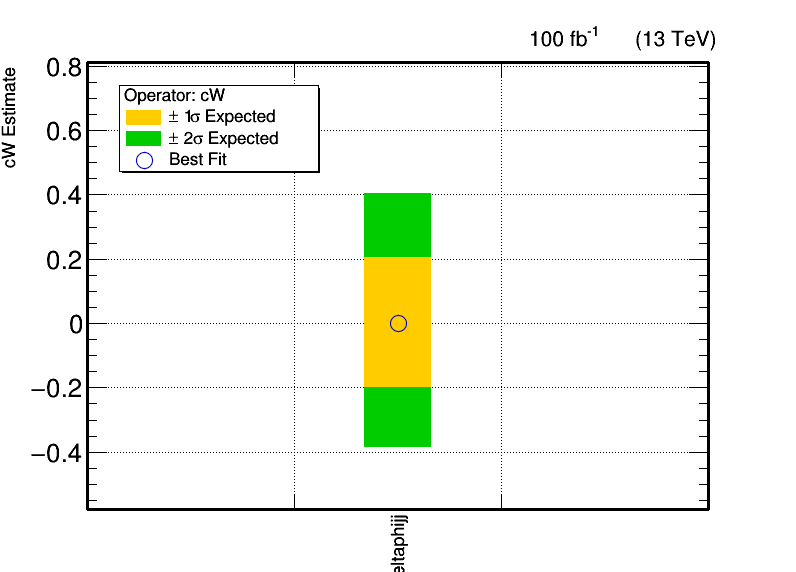 100 fb-1 (13 TeV)
cW Estimate
0.8
0.6
0.4
0.2
0
−0.2
−0.4
Operator: cW
± 1σ Expected
± 2σ Expected
Best Fit
eltaphijj